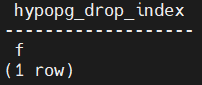 hypopg_drop_index
-------------------
f
(1 row)